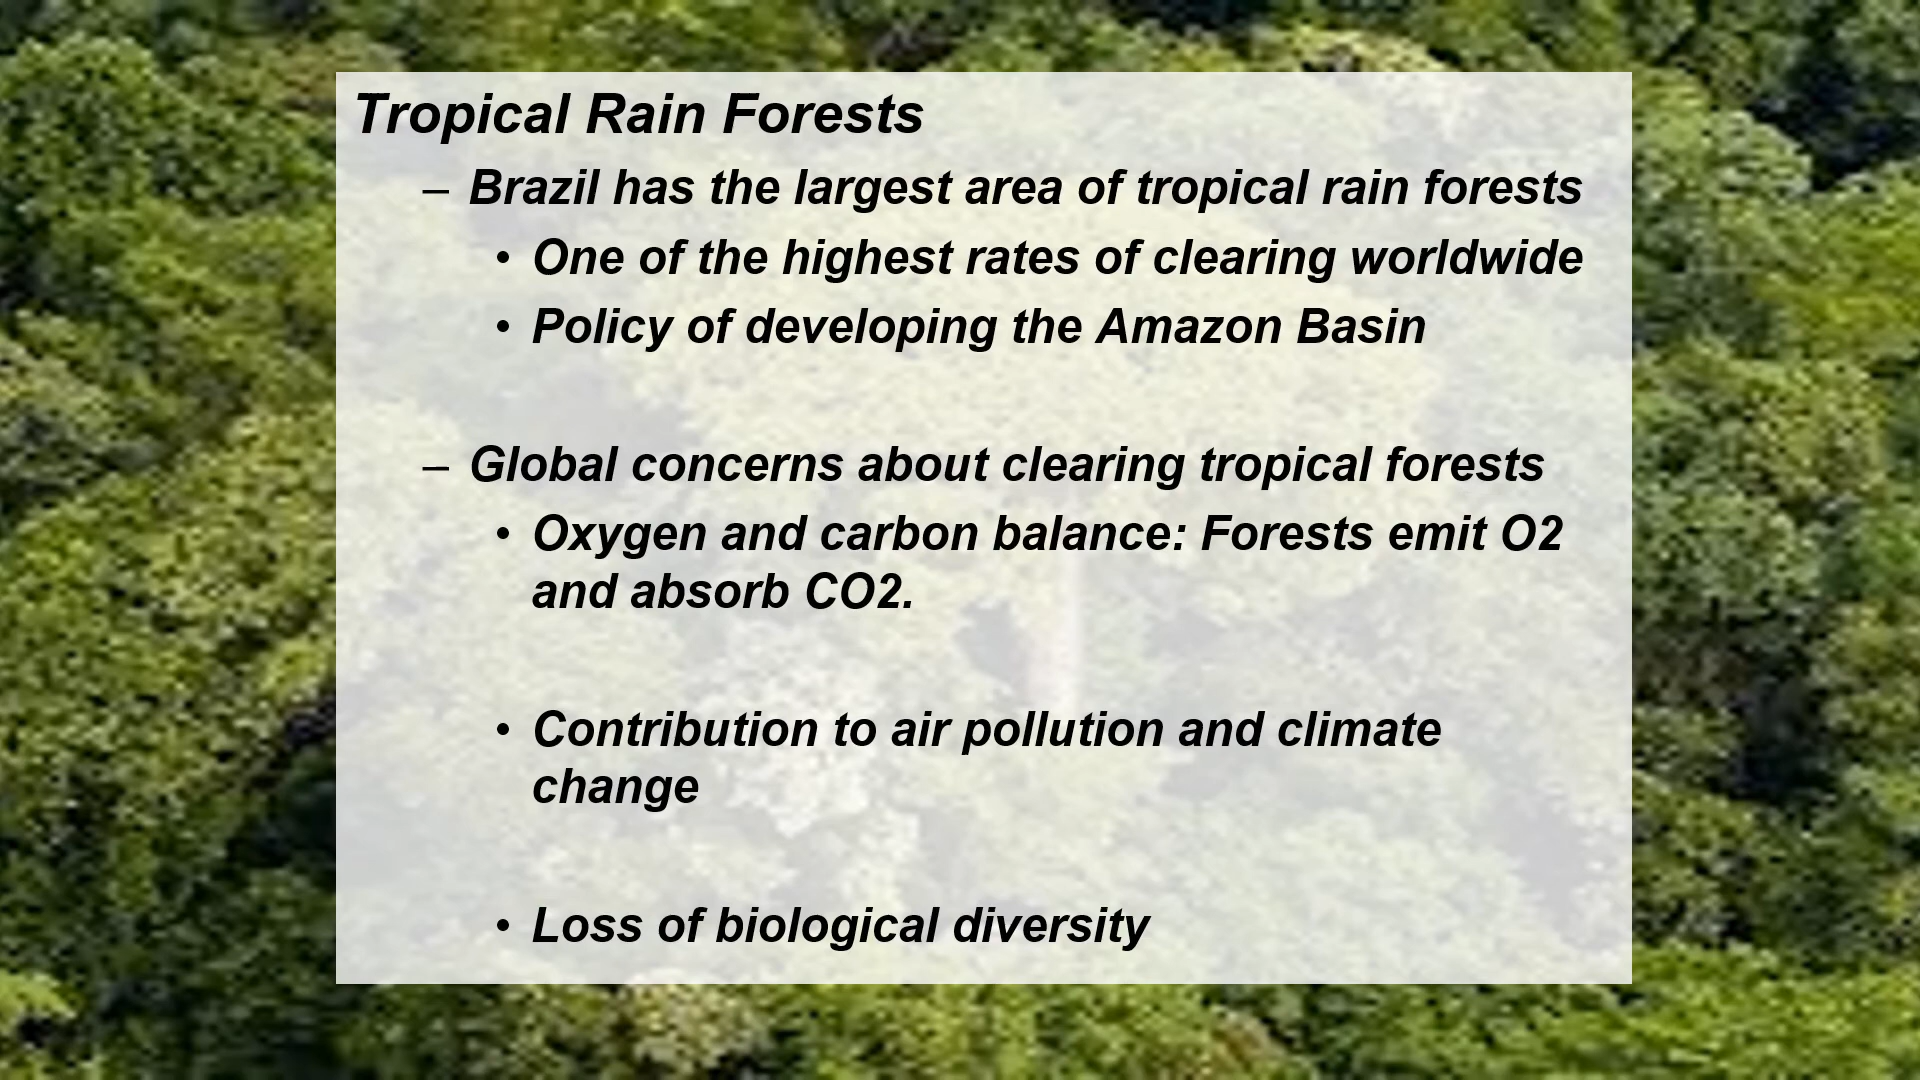 Tropical Rain Forests
– Brazil has the largest area of tropical rain forests
• One of the highest rates of clearing worldwide
• Policy of developing the Amazon Basin
– Global concerns about clearing tropical forests
• Oxygen and carbon balance: Forests emit O2
and absorb CO2.
• Contribution to air pollution and climate
change
• Loss of biological diversity